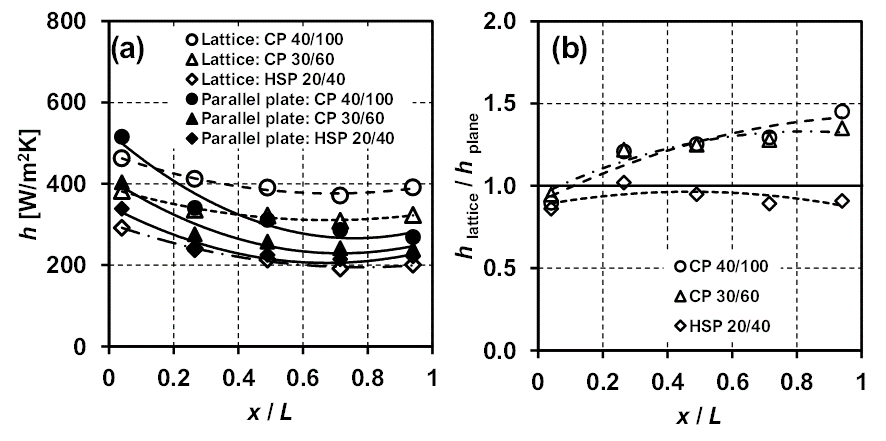 (a)
Lattice: CP 40/100
Lattice: CP 30/60
Lattice: HSP 20/40
Parallel plate: CP 40/100
Parallel plate: CP 30/60
Parallel plate: HSP 20/40
800
600
400
200
0
h [W/m²K]
0 0.2 0.4 0.6 0.8 1
x / L
(b)
2.0
1.5
1.0
0.5
0.0
h lattice / h plane
CP 40/100
CP 30/60
HSP 20/40
0 0.2 0.4 0.6 0.8 1
x / L